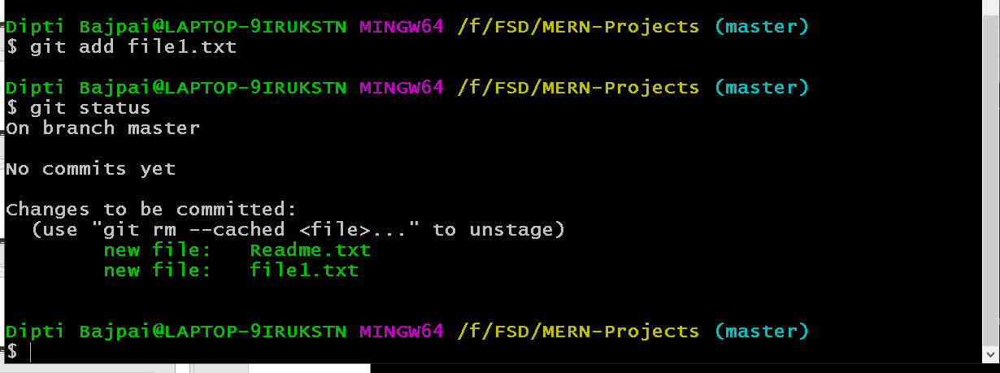 Dipti Bajpai@LAPTOP-9IRUKSTN MINGW64 /f/FSD/MERN-Projects (master)
$ git add file1.txt
Dipti Bajpai@LAPTOP-9IRUKSTN MINGW64 /f/FSD/MERN-Projects (master)
$ git status
On branch master
No commits yet
Changes to be committed:
  (use "git rm --cached <file>..." to unstage)
        new file:   Readme.txt
        new file:   file1.txt
Dipti Bajpai@LAPTOP-9IRUKSTN MINGW64 /f/FSD/MERN-Projects (master)
$